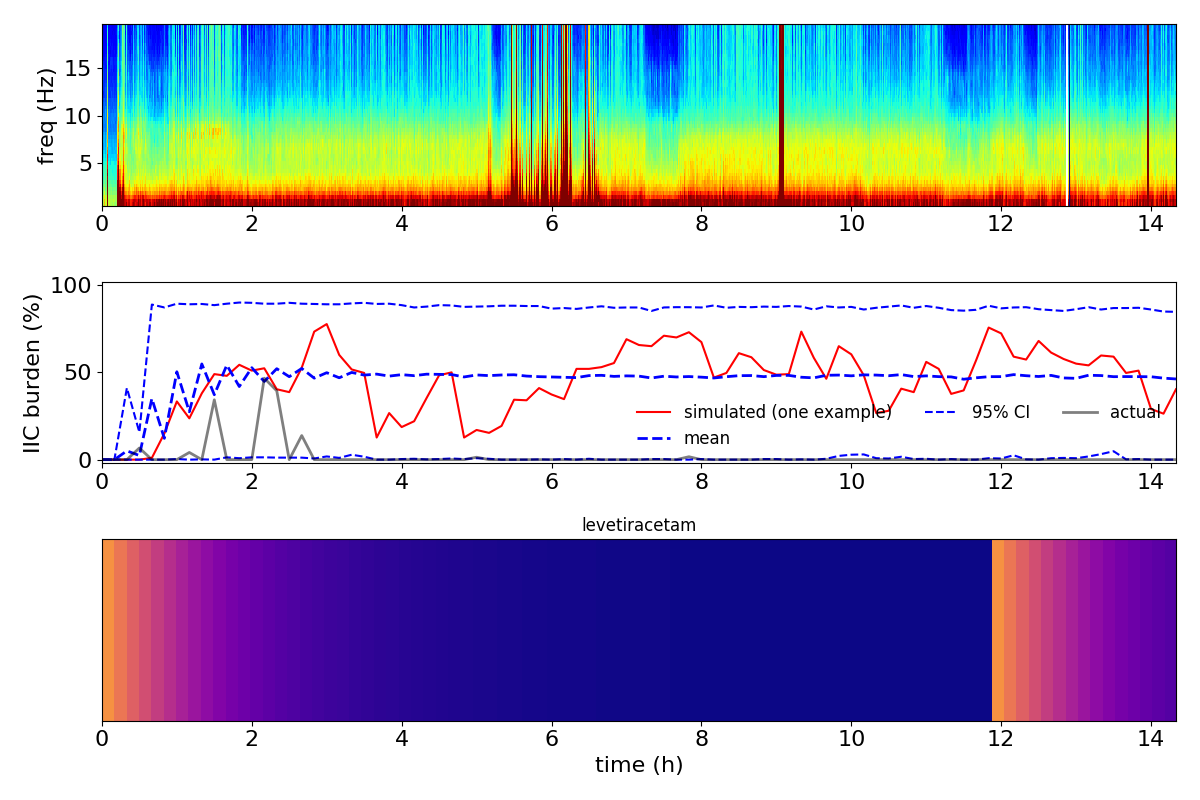 freq (Hz)
15
10
5
0 2 4 6 8 10 12 14
IIC burden (%)
100
50
0
simulated (one example) 95% CI actual
mean
0 2 4 6 8 10 12 14
levetiracetam
0 2 4 6 8 10 12 14
time (h)